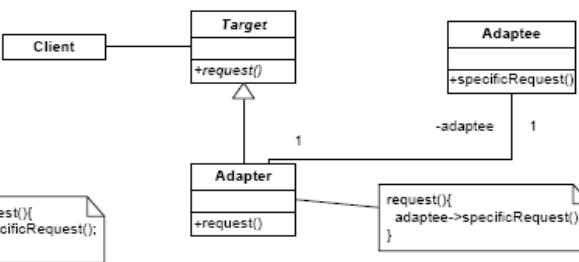 Target
Client
+request()
Adaptee
+specificRequest()
-adaptee
1
1
Adapter
+request()
request(){
adaptee->specificRequest()
}